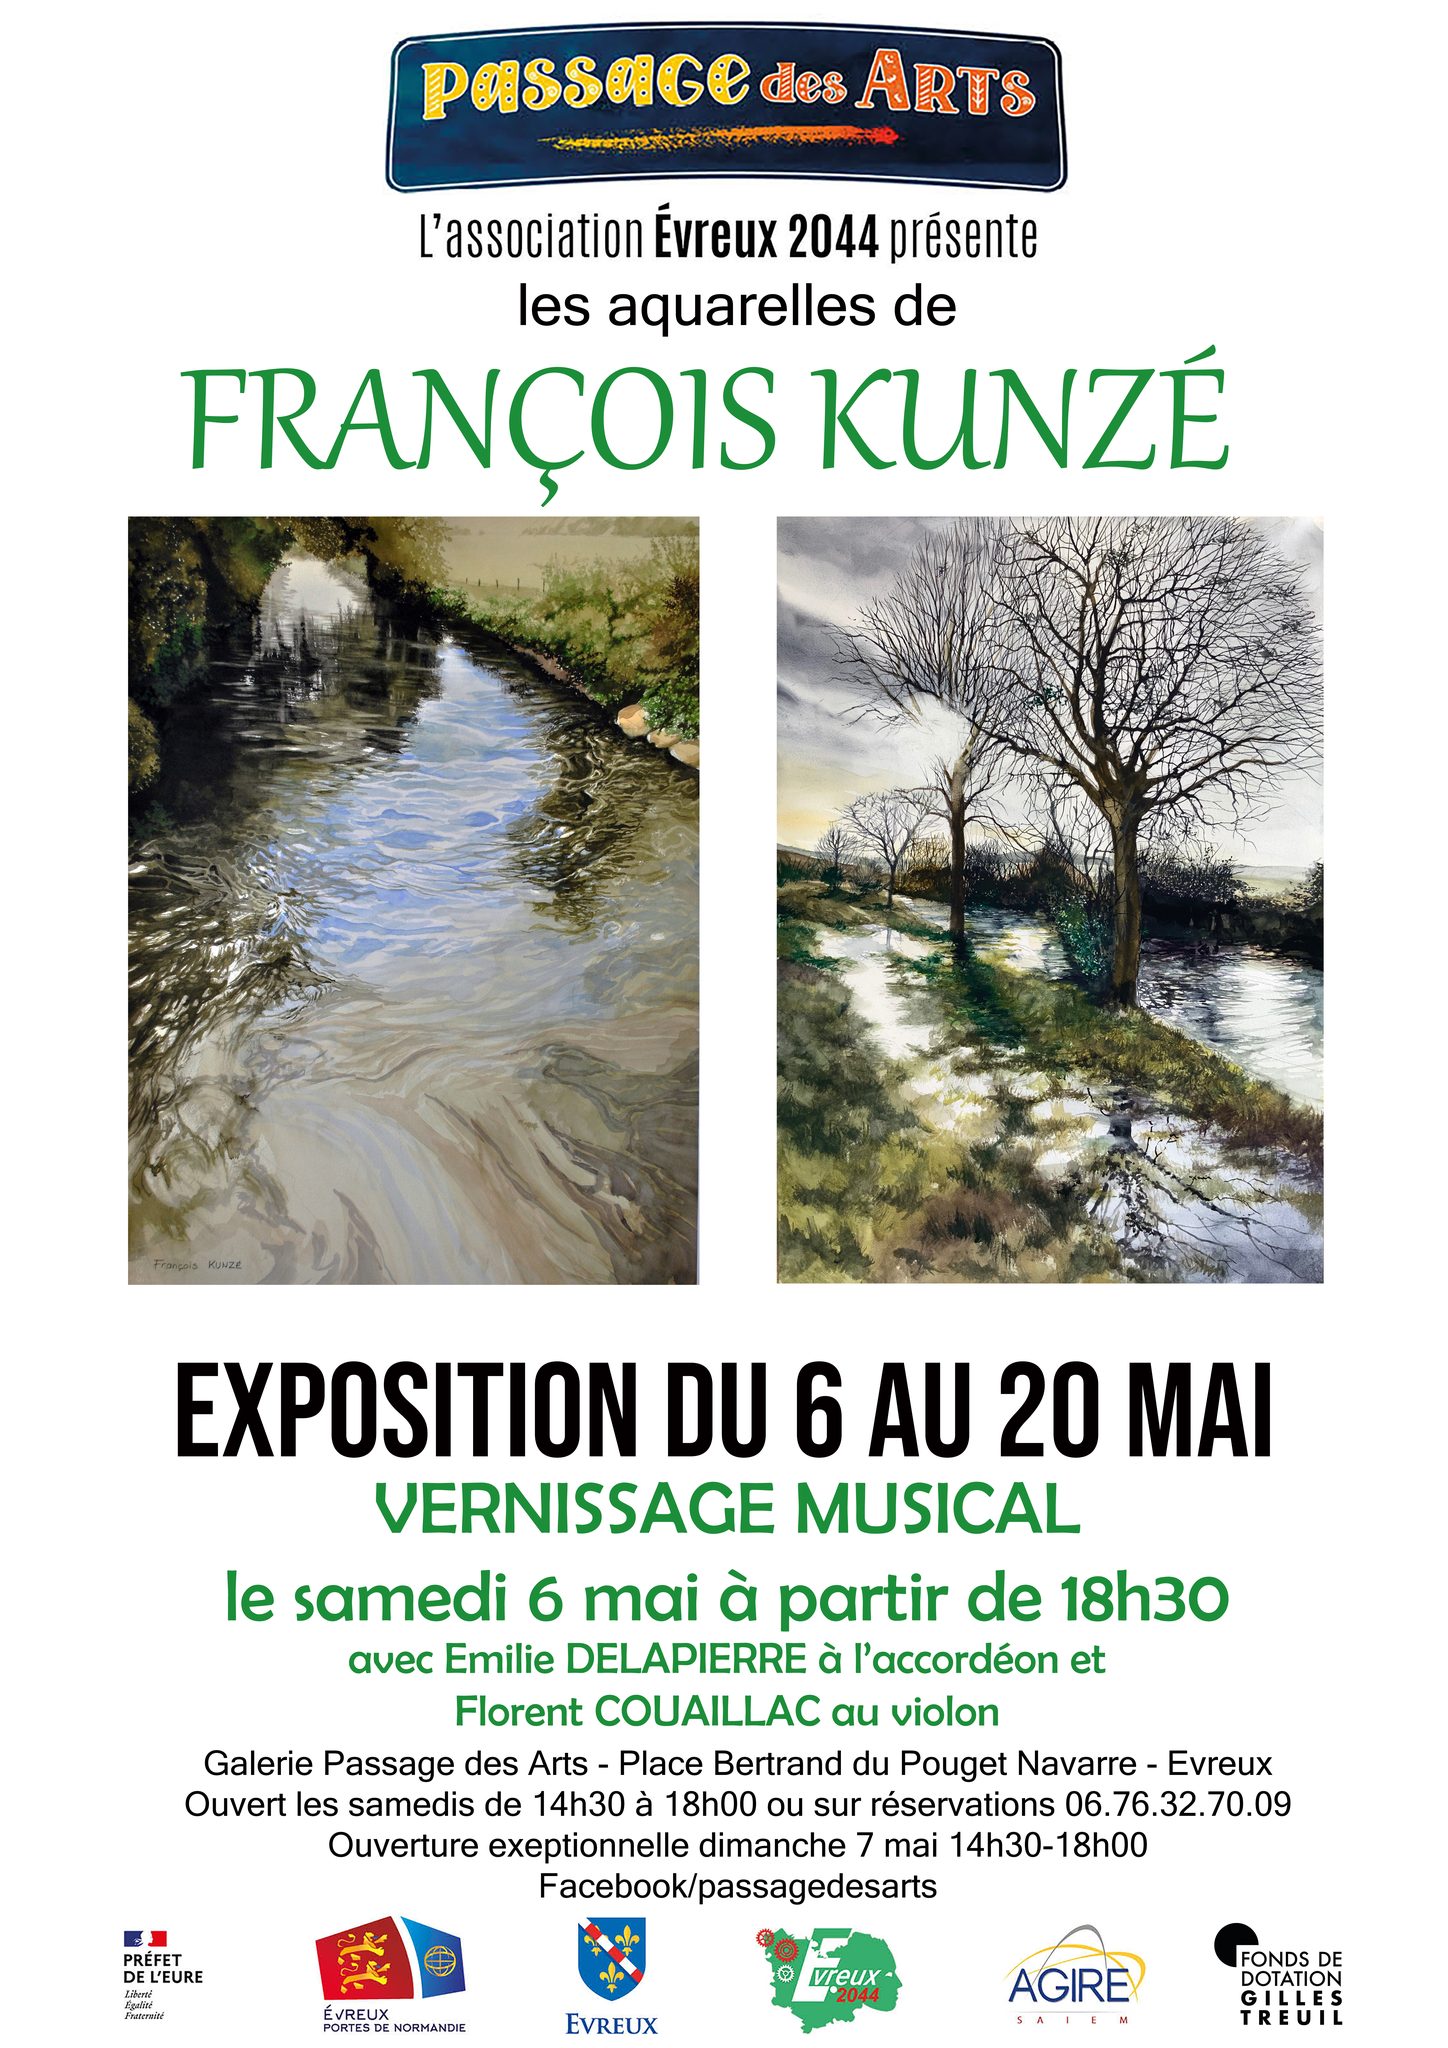 PASSAGE des ARTS
L'association Évreux 2044 présente
les aquarelles de
FRANÇOIS KUNZÉ
François KUNZÉ
EXPOSITION DU 6 AU 20 MAI
VERNISSAGE MUSICAL
le samedi 6 mai à partir de 18h30
avec Emilie DELAPIERRE à l'accordéon et
Florent COUAILLAC au violon
Galerie Passage des Arts - Place Bertrand du Pouget Navarre - Evreux
Ouvert les samedis de 14h30 à 18h00 ou sur réservations 06.76.32.70.09
Ouverture exeptionnelle dimanche 7 mai 14h30-18h00
Facebook/passagedesarts
PRÉFET
DE L'EURE
Liberté
Égalité
Fraternité
ÉVREUX
PORTES DE NORMANDIE
EVREUX
Evreux
2044
AGIRE
SAIEM
FONDS DE
DOTATION
GILLES
TREUIL